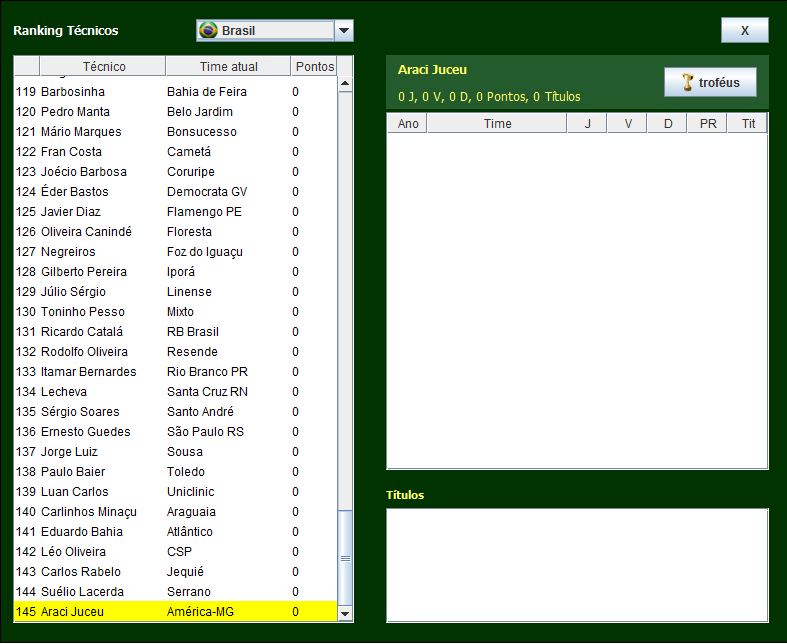 Ranking Técnicos
Brasil
X
Técnico Time atual Pontos
119 Barbosinha Bahia de Feira 0
120 Pedro Manta Belo Jardim 0
121 Mário Marques Bonsucesso 0
122 Fran Costa Cametá 0
123 Joécio Barbosa Coruripe 0
124 Éder Bastos Democrata GV 0
125 Javier Diaz Flamengo PE 0
126 Oliveira Canindé Floresta 0
127 Negreiros Foz do Iguaçu 0
128 Gilberto Pereira Iporá 0
129 Júlio Sérgio Linense 0
130 Toninho Pesso Mixto 0
131 Ricardo Catalá RB Brasil 0
132 Rodolfo Oliveira Resende 0
133 Itamar Bernardes Rio Branco PR 0
134 Lecheva Santa Cruz RN 0
135 Sérgio Soares Santo André 0
136 Ernesto Guedes São Paulo RS 0
137 Jorge Luiz Sousa 0
138 Paulo Baier Toledo 0
139 Luan Carlos Uniclinic 0
140 Carlinhos Minaçu Araguaia 0
141 Eduardo Bahia Atlântico 0
142 Léo Oliveira CSP 0
143 Carlos Rabelo Jequié 0
144 Suélio Lacerda Serrano 0
145 Araci Juceu América-MG 0
Araci Juceu
0 J, 0 V, 0 D, 0 Pontos, 0 Títulos
troféus
Ano Time J V D PR Tit
Títulos